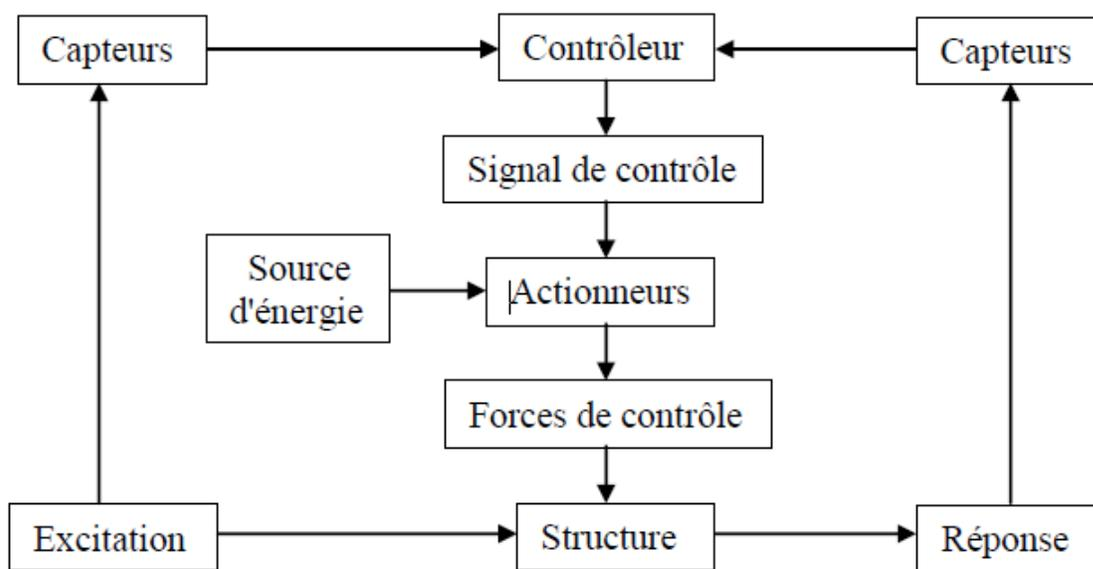 Capteurs
Contrôleur
Capteurs
Signal de contrôle
Source
d'énergie
Actionneurs
Forces de contrôle
Excitation
Structure
Réponse